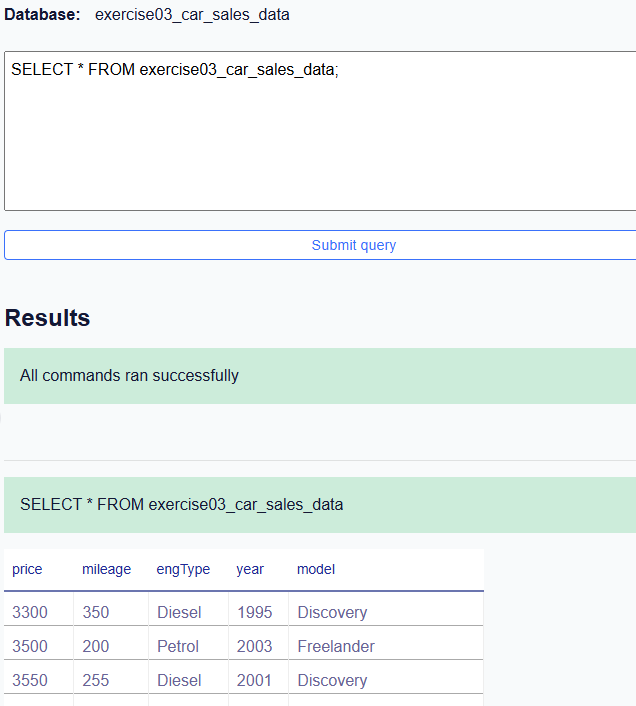 Database: exercise03_car_sales_data
SELECT * FROM exercise03_car_sales_data;
Submit query
Results
All commands ran successfully
SELECT * FROM exercise03_car_sales_data
price mileage engType year model
3300 350 Diesel 1995 Discovery
3500 200 Petrol 2003 Freelander
3550 255 Diesel 2001 Discovery